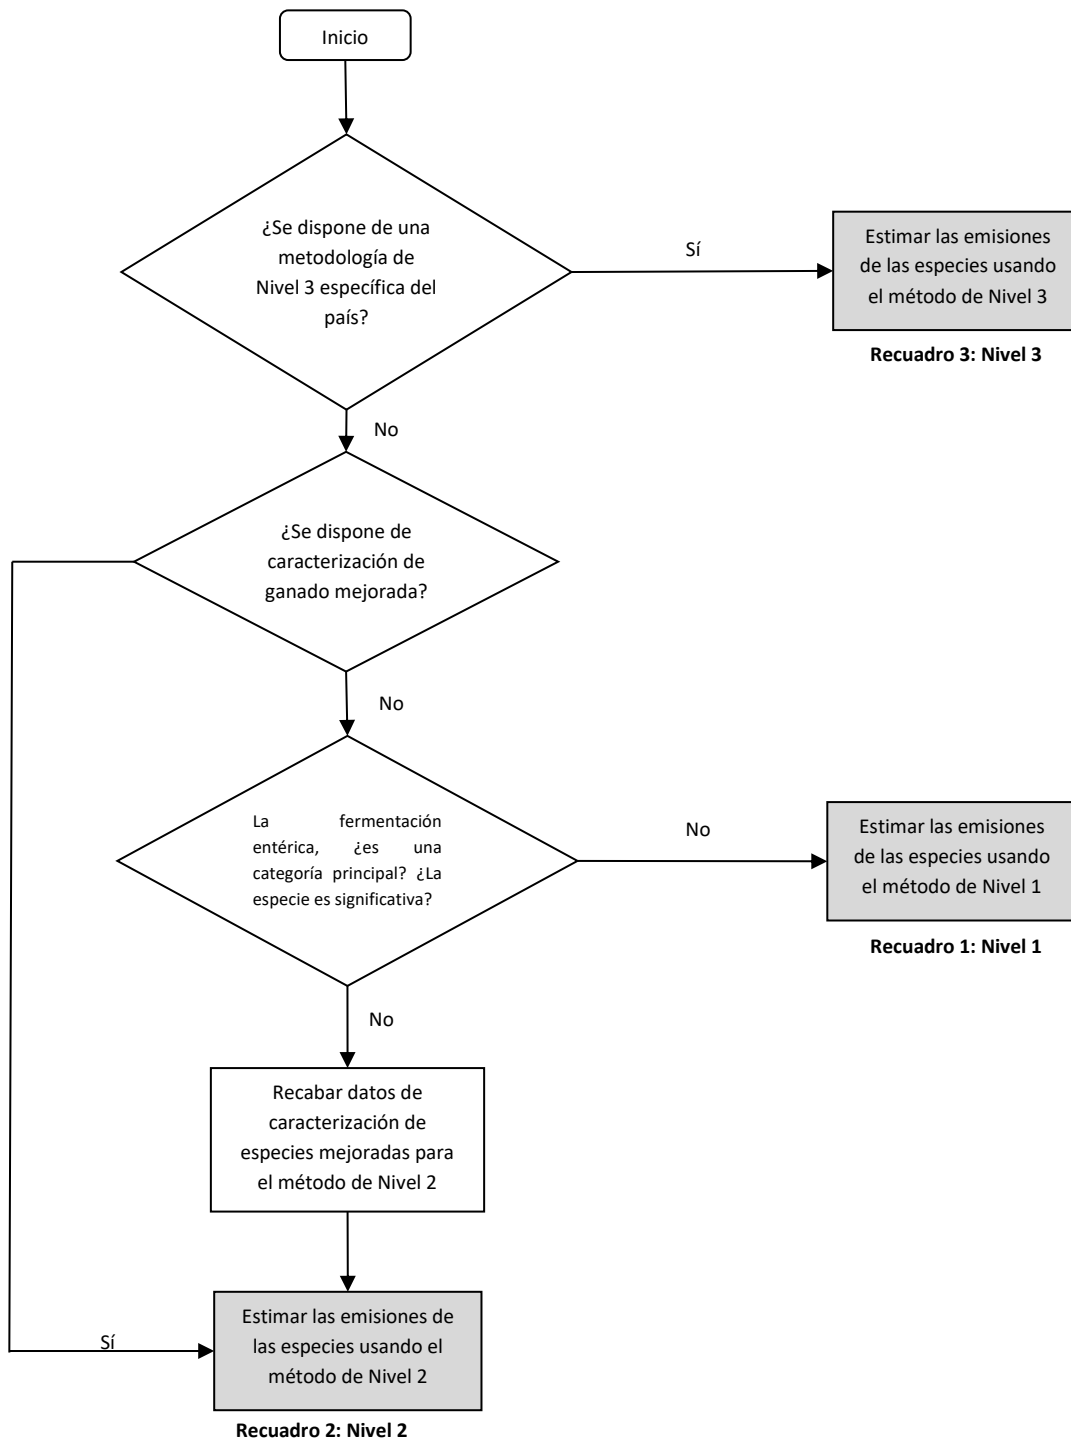 Inicio
¿Se dispone de una
metodología de
Nivel 3 específica del
país?
Sí
Estimar las emisiones
de las especies usando
el método de Nivel 3
Recuadro 3: Nivel 3
No
¿Se dispone de
caracterización de
ganado mejorada?
No
La fermentación
entérica, ¿es una
categoría principal? ¿La
especie es significativa?
No
Estimar las emisiones
de las especies usando
el método de Nivel 1
Recuadro 1: Nivel 1
No
Recabar datos de
caracterización de
especies mejoradas para
el método de Nivel 2
Sí
Estimar las emisiones de
las especies usando el
método de Nivel 2
Recuadro 2: Nivel 2